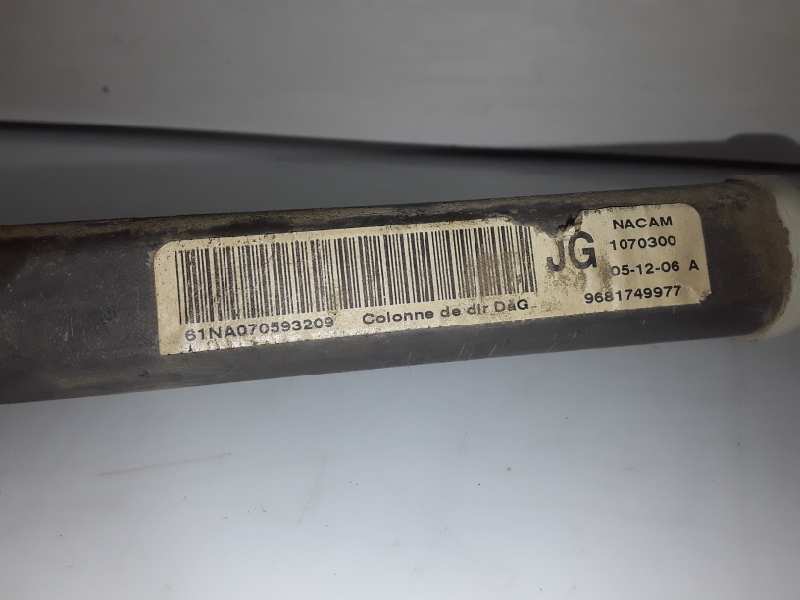 JG
NACAM
1070300
05-12-06 A
9681749977
61NA070593209 Colonne de dir DàG